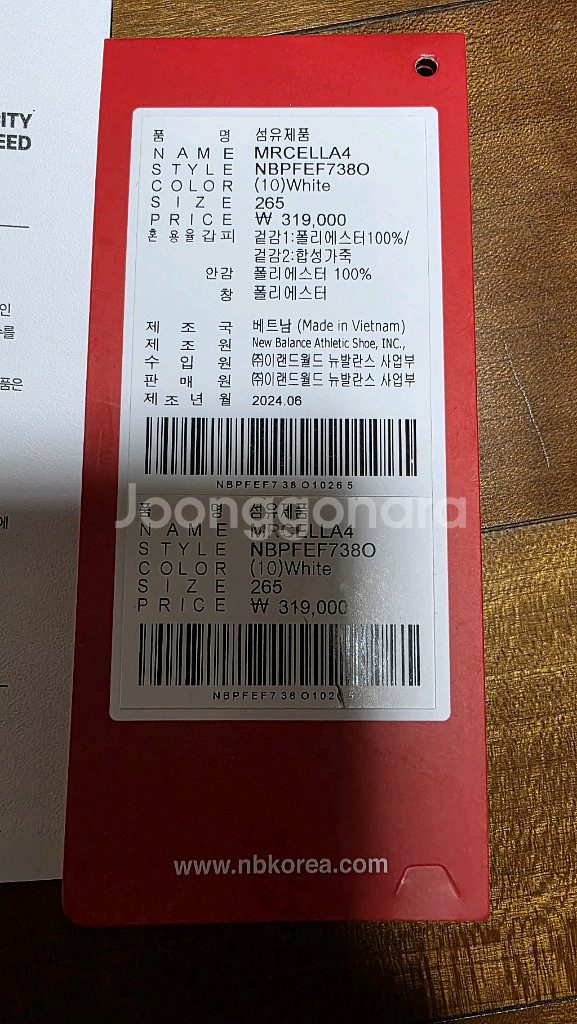 CITY
EED
인
수를
품은
에
품 명 섬유제품
NAME MRCELLA4
STYLE NBPFEF738O
COLOR (10)White
SIZE 265
PRICE ₩ 319,000
혼용율갑피 겉감1:폴리에스터100%/
겉감2:합성가죽
안감 폴리에스터 100%
창 폴리에스터
제 조 국 베트남 (Made in Vietnam)
제 조 원 New Balance Athletic Shoe, INC.,
수 입 원 ㈜이랜드월드 뉴발란스 사업부
판 매 원 ㈜이랜드월드 뉴발란스 사업부
제조년월 2024.06
NBPFEF738O10265
Joonggonara
품 명 섬유제품
NAME MRCELLA4
STYLE NBPFEF738O
COLOR (10)White
SIZE 265
PRICE ₩ 319,000
NBPFEF738O10265
www.nbkorea.com